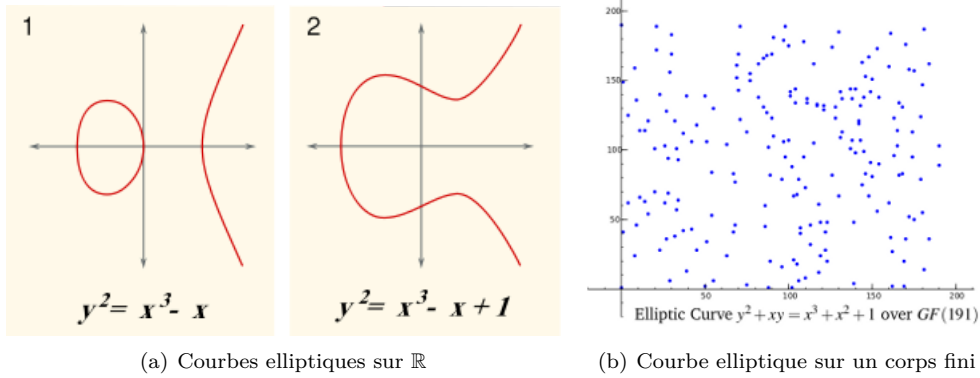 1
2
y² = x³ - x
y² = x³ - x + 1
200
150
100
50
50 100 150 200
Elliptic Curve y² + xy = x³ + x² + 1 over GF(191)
(a) Courbes elliptiques sur ℝ
(b) Courbe elliptique sur un corps fini